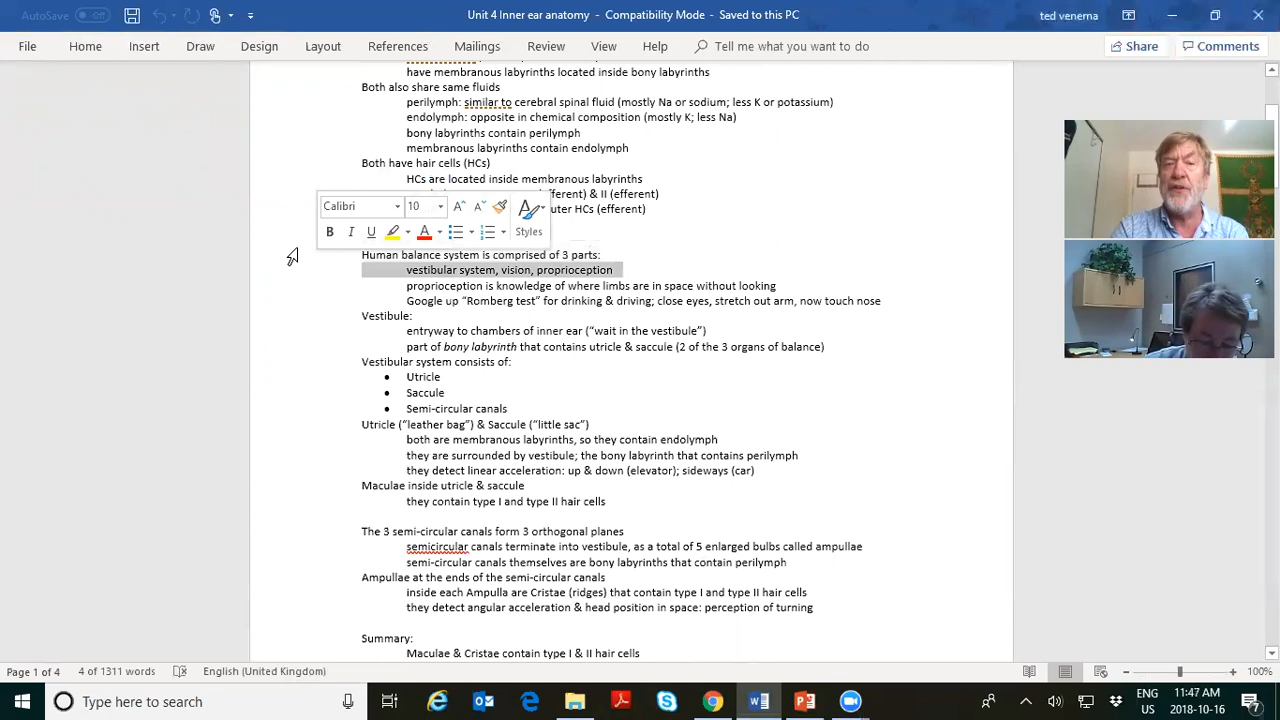 AutoSave Off
Unit 4 Inner ear anatomy - Compatibility Mode - Saved to this PC
ted venema
File Home Insert Draw Design Layout References Mailings Review View Help Tell me what you want to do Share Comments
have membranous labyrinths located inside bony labyrinths
Both also share same fluids
perilymph: similar to cerebral spinal fluid (mostly Na or sodium; less K or potassium)
endolymph: opposite in chemical composition (mostly K; less Na)
bony labyrinths contain perilymph
membranous labyrinths contain endolymph
Both have hair cells (HCs)
HCs are located inside membranous labyrinths
& II (efferent)
HCs (efferent)
Calibri 10
B I U A Styles
Human balance system is comprised of 3 parts:
vestibular system, vision, proprioception
proprioception is knowledge of where limbs are in space without looking
Google up “Romberg test” for drinking & driving; close eyes, stretch out arm, now touch nose
Vestibule:
entryway to chambers of inner ear (“wait in the vestibule”)
part of bony labyrinth that contains utricle & saccule (2 of the 3 organs of balance)
Vestibular system consists of:
• Utricle
• Saccule
• Semi-circular canals
Utricle (“leather bag”) & Saccule (“little sac”)
both are membranous labyrinths, so they contain endolymph
they are surrounded by vestibule; the bony labyrinth that contains perilymph
they detect linear acceleration: up & down (elevator); sideways (car)
Maculae inside utricle & saccule
they contain type I and type II hair cells
The 3 semi-circular canals form 3 orthogonal planes
semicircular canals terminate into vestibule, as a total of 5 enlarged bulbs called ampullae
semi-circular canals themselves are bony labyrinths that contain perilymph
Ampullae at the ends of the semi-circular canals
inside each Ampulla are Cristae (ridges) that contain type I and type II hair cells
they detect angular acceleration & head position in space: perception of turning
Summary:
Maculae & Cristae contain type I & II hair cells
Page 1 of 4 4 of 1311 words English (United Kingdom) 100%
Type here to search
ENG
US
11:47 AM
2018-10-16
7